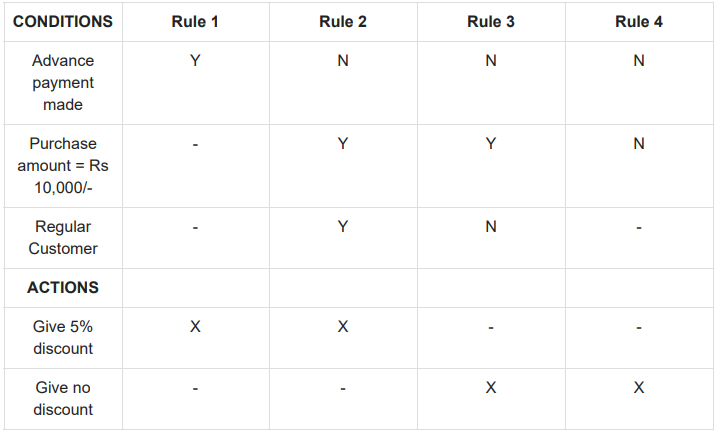 CONDITIONS Rule 1 Rule 2 Rule 3 Rule 4
Advance payment made Y N N N
Purchase amount = Rs 10,000/- - Y Y N
Regular Customer - Y N -
ACTIONS
Give 5% discount X X - -
Give no discount - - X X